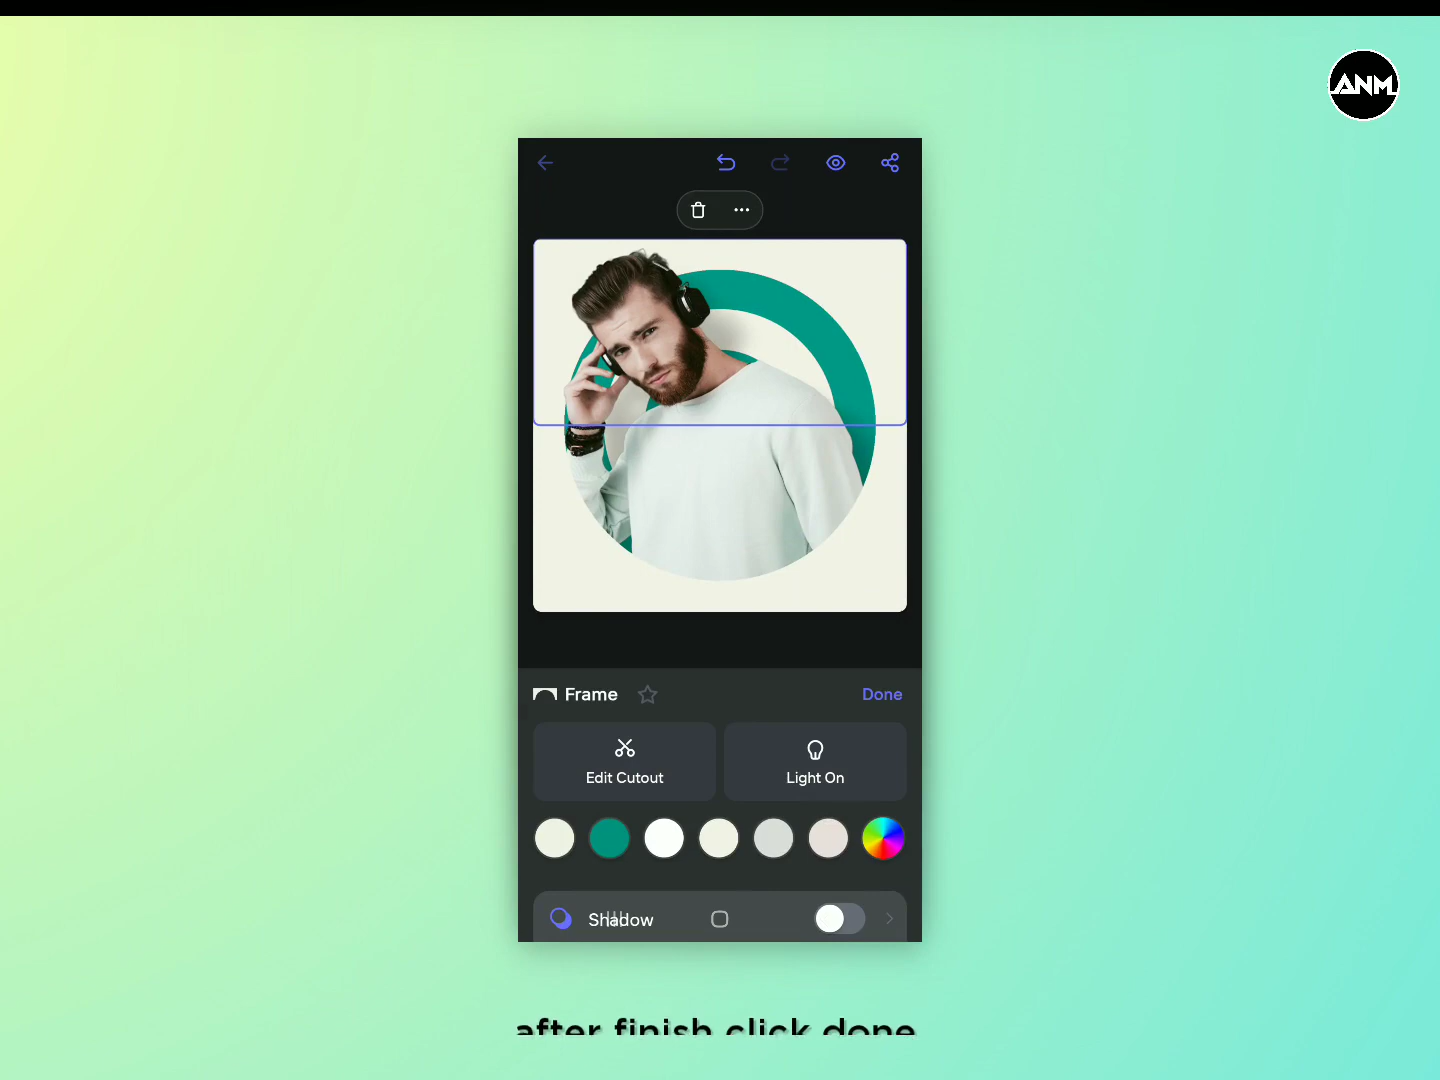 ANM
Frame
Done
Edit Cutout
Light On
Shadow
after finish click done